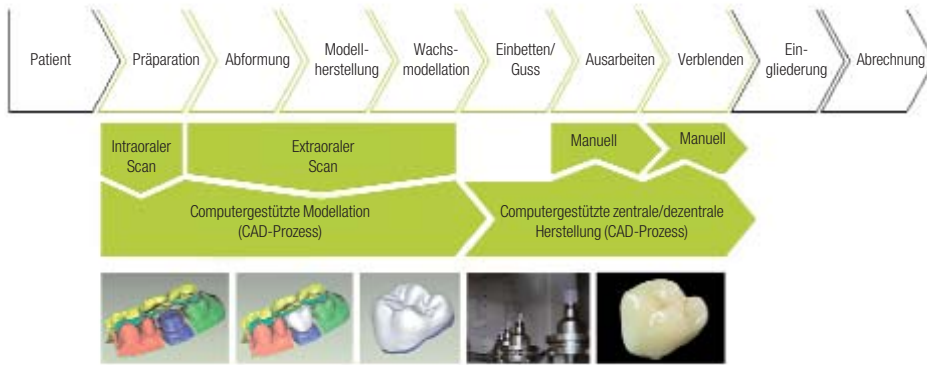 Patient
Präparation
Abformung
Modell-
herstellung
Wachs-
modellation
Einbetten/
Guss
Ausarbeiten
Verblenden
Ein-
gliederung
Abrechnung
Intraoraler
Scan
Extraoraler
Scan
Manuell
Manuell
Computergestützte Modellation
(CAD-Prozess)
Computergestützte zentrale/dezentrale
Herstellung (CAD-Prozess)